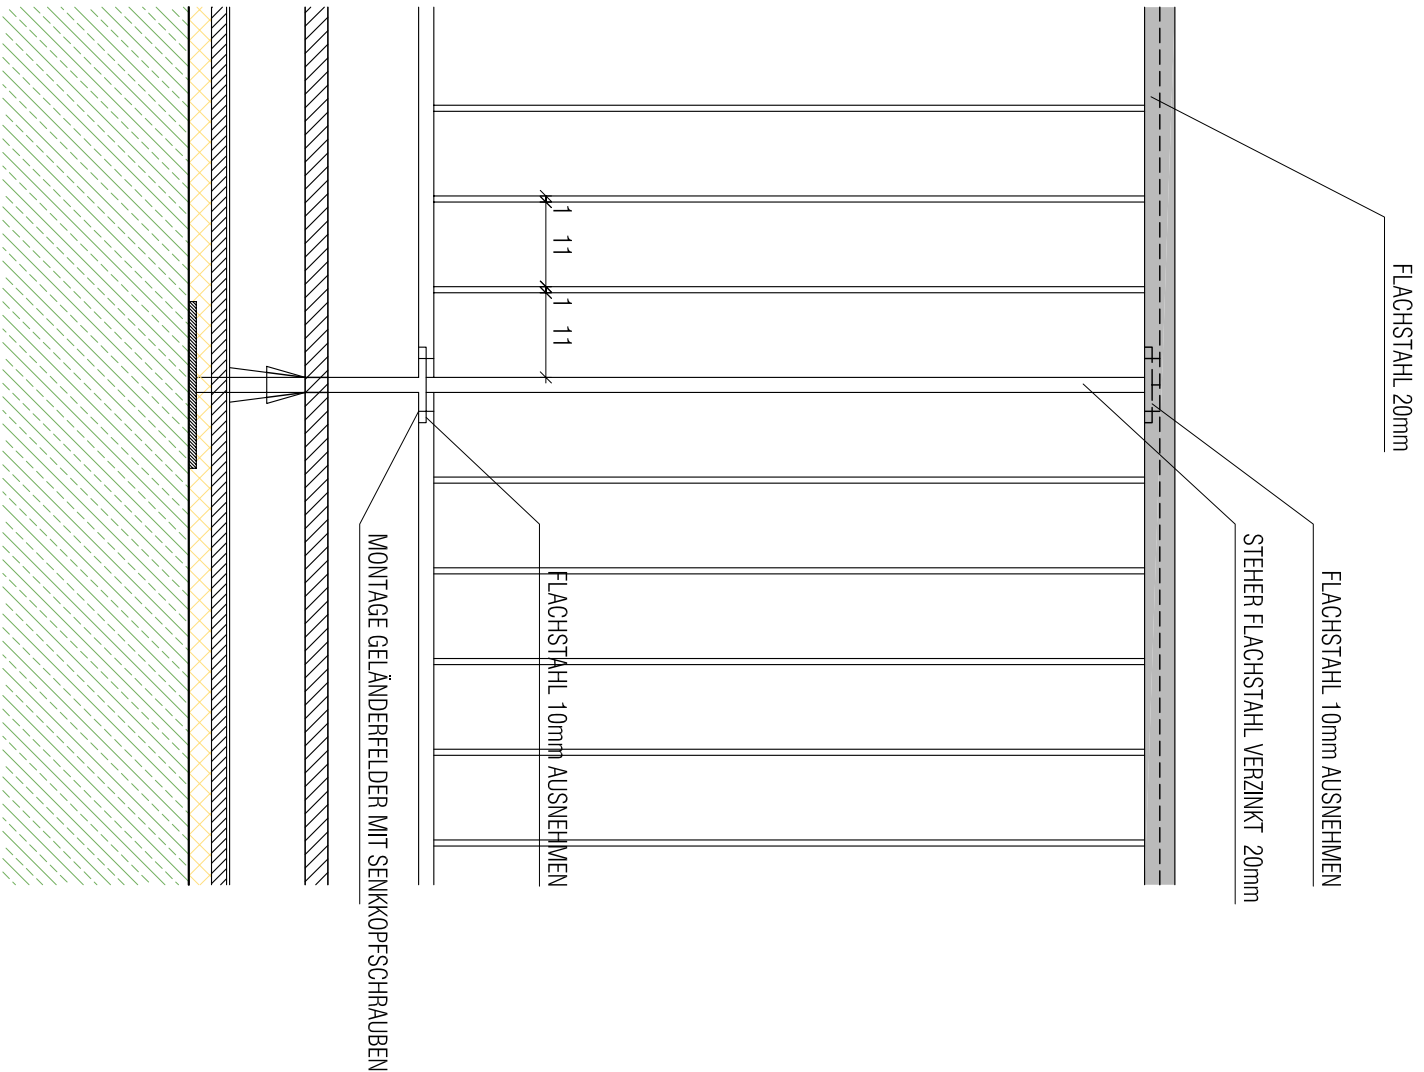 FLACHSTAHL 20mm
FLACHSTAHL 10mm AUSNEHMEN
STEHER FLACHSTAHL VERZINKT 20mm
1 11 1 11
FLACHSTAHL 10mm AUSNEHMEN
MONTAGE GELÄNDERFELDER MIT SENKKOPFSCHRAUBEN